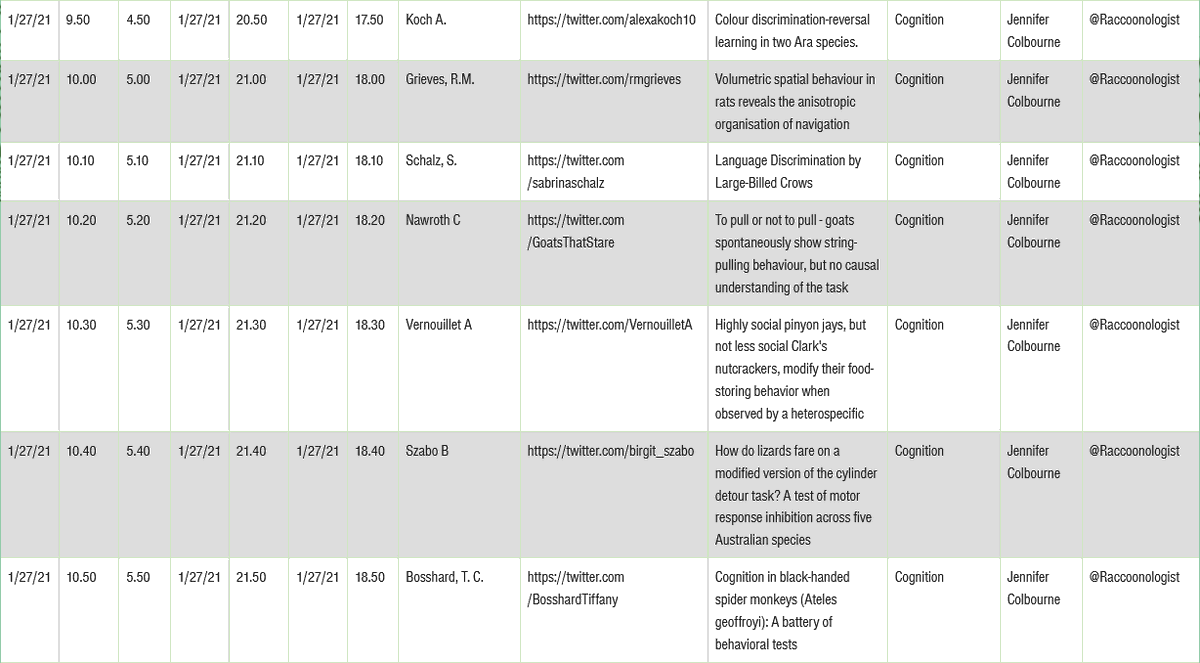 1/27/21 9.50 4.50 1/27/21 20.50 1/27/21 17.50 Koch A. https://twitter.com/alexakoch10 Colour discrimination-reversal Cognition Jennifer @Raccoonologist
learning in two Ara species. Colbourne
1/27/21 10.00 5.00 1/27/21 21.00 1/27/21 18.00 Grieves, R.M. https://twitter.com/rmgrieves Volumetric spatial behaviour in Cognition Jennifer @Raccoonologist
rats reveals the anisotropic Colbourne
organisation of navigation
1/27/21 10.10 5.10 1/27/21 21.10 1/27/21 18.10 Schalz, S. https://twitter.com Language Discrimination by Cognition Jennifer @Raccoonologist
/sabrinaschalz Large-Billed Crows Colbourne
1/27/21 10.20 5.20 1/27/21 21.20 1/27/21 18.20 Nawroth C https://twitter.com To pull or not to pull - goats Cognition Jennifer @Raccoonologist
/GoatsThatStare spontaneously show string- Colbourne
pulling behaviour, but no causal
understanding of the task
1/27/21 10.30 5.30 1/27/21 21.30 1/27/21 18.30 Vernouillet A https://twitter.com/VernouilletA Highly social pinyon jays, but Cognition Jennifer @Raccoonologist
not less social Clark's Colbourne
nutcrackers, modify their food-
storing behavior when
observed by a heterospecific
1/27/21 10.40 5.40 1/27/21 21.40 1/27/21 18.40 Szabo B https://twitter.com/birgit_szabo How do lizards fare on a Cognition Jennifer @Raccoonologist
modified version of the cylinder Colbourne
detour task? A test of motor
response inhibition across five
Australian species
1/27/21 10.50 5.50 1/27/21 21.50 1/27/21 18.50 Bosshard, T. C. https://twitter.com Cognition in black-handed Cognition Jennifer @Raccoonologist
/BosshardTiffany spider monkeys (Ateles Colbourne
geoffroyi): A battery of
behavioral tests